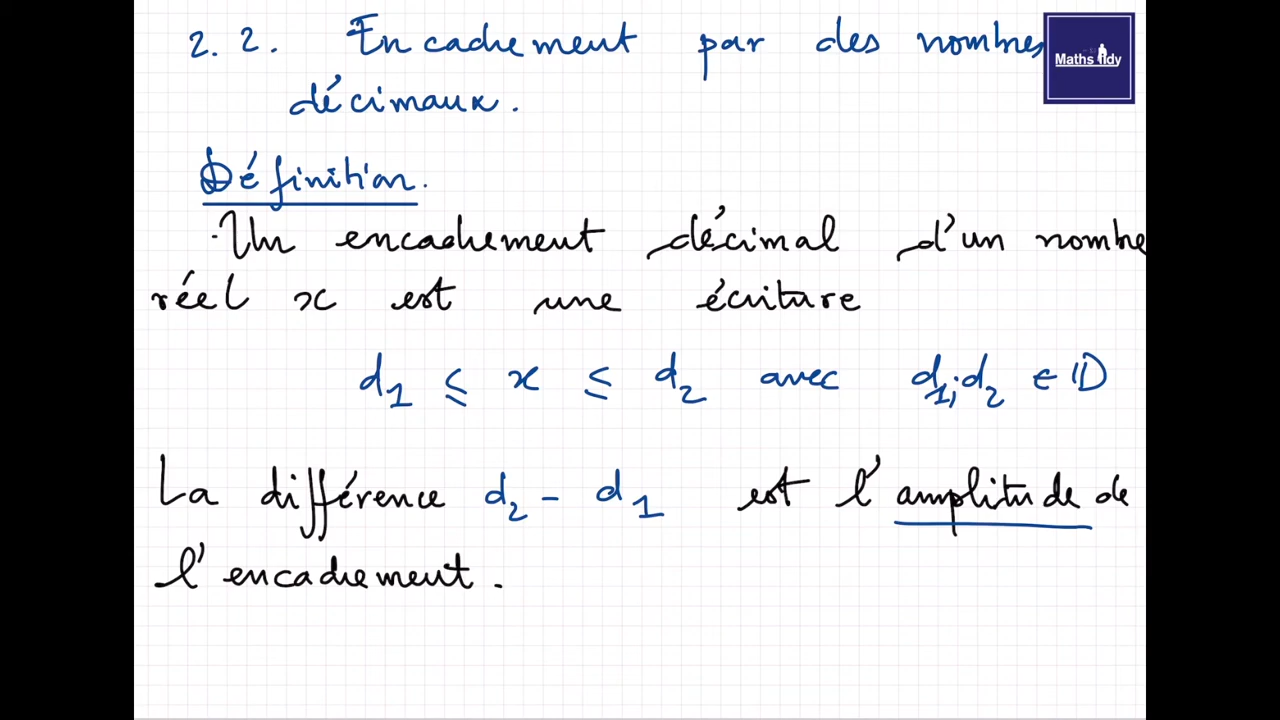 2.2. Encadrement par des nombres
décimaux.
Maths Tidy
Définition.
Un encadrement décimal d'un nombre
réel x est une écriture
d₁ ≤ x ≤ d₂ avec d₁; d₂ ∈ 𝔻
La différence d₂ - d₁ est l'amplitude de
l'encadrement.